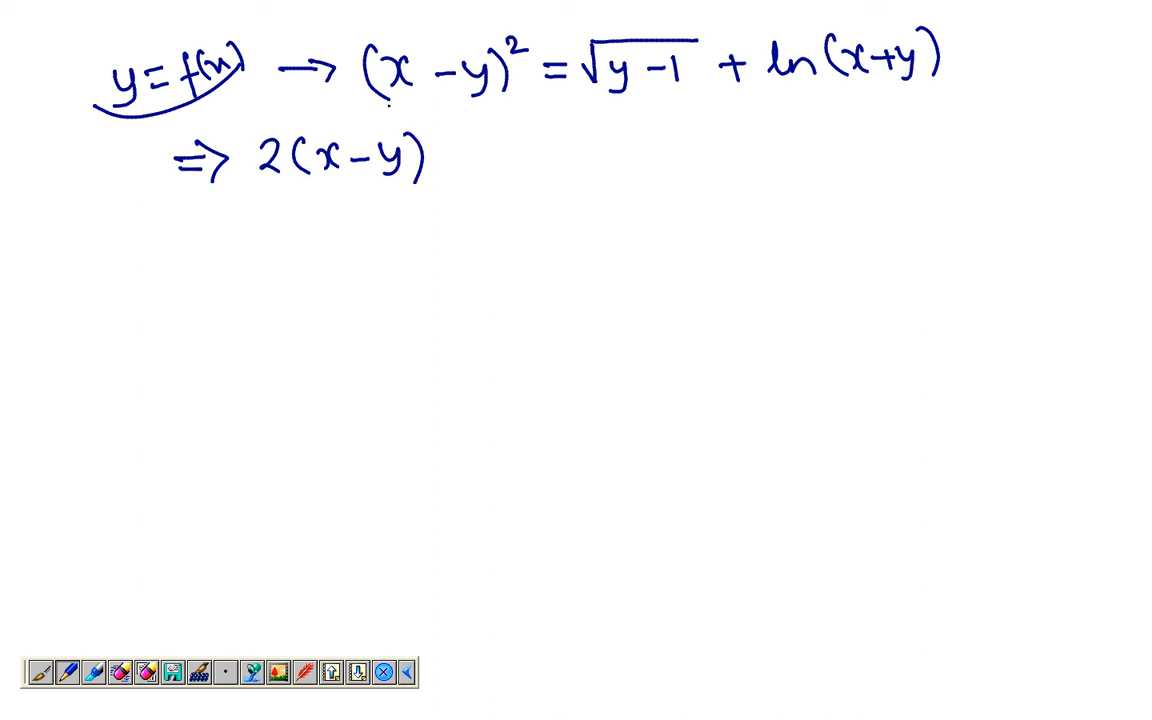 y = f(x) → (x - y)² = √(y - 1) + ln(x+y)
⇒ 2(x - y)